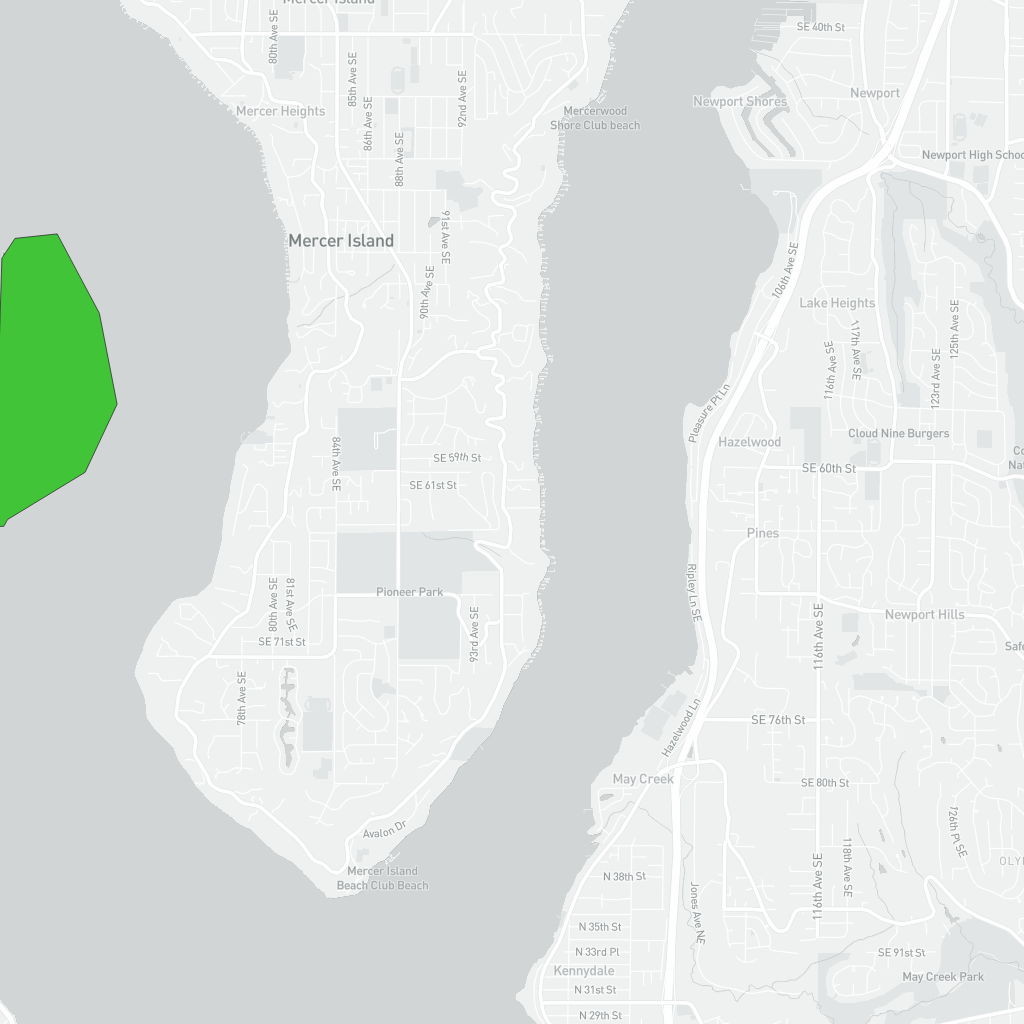 Mercer Island
SE 40th St
80th Ave SE
85th Ave SE
92nd Ave SE
Newport
Newport Shores
Mercer Heights
86th Ave SE
Mercerwood
Shore Club beach
88th Ave SE
Newport High School
91st Ave SE
Mercer Island
106th Ave SE
90th Ave SE
Lake Heights
125th Ave SE
117th Ave SE
116th Ave SE
123rd Ave SE
Pleasure Pt Ln
Hazelwood
Cloud Nine Burgers
84th Ave SE
SE 59th St
SE 60th St
SE 61st St
Pines
Ripley Ln SE
Pioneer Park
80th Ave SE
81st Ave SE
93rd Ave SE
116th Ave SE
Newport Hills
SE 71st St
Safe
78th Ave SE
Hazelwood Ln
SE 76th St
May Creek
SE 80th St
Avalon Dr
126th Pl SE
118th Ave SE
OLY
Mercer Island
Beach Club Beach
N 38th St
116th Ave SE
Jones Ave NE
N 35th St
N 33rd Pl
SE 91st St
Kennydale
May Creek Park
N 31st St
N 29th St